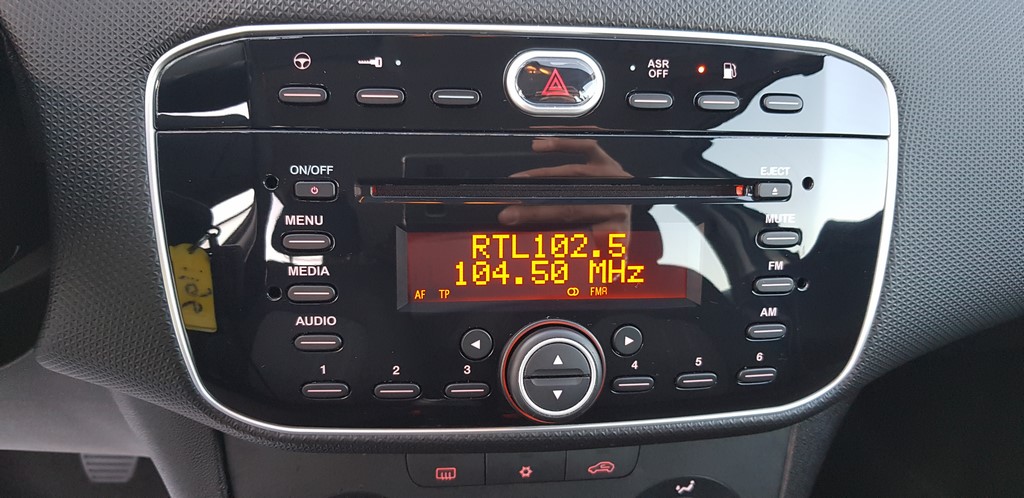 ASR
OFF
ON/OFF
EJECT
MENU
MUTE
RTL102.5
MEDIA
104.50 MHz
FM
AF TP FMA
AUDIO
AM
1 2 3 4 5 6